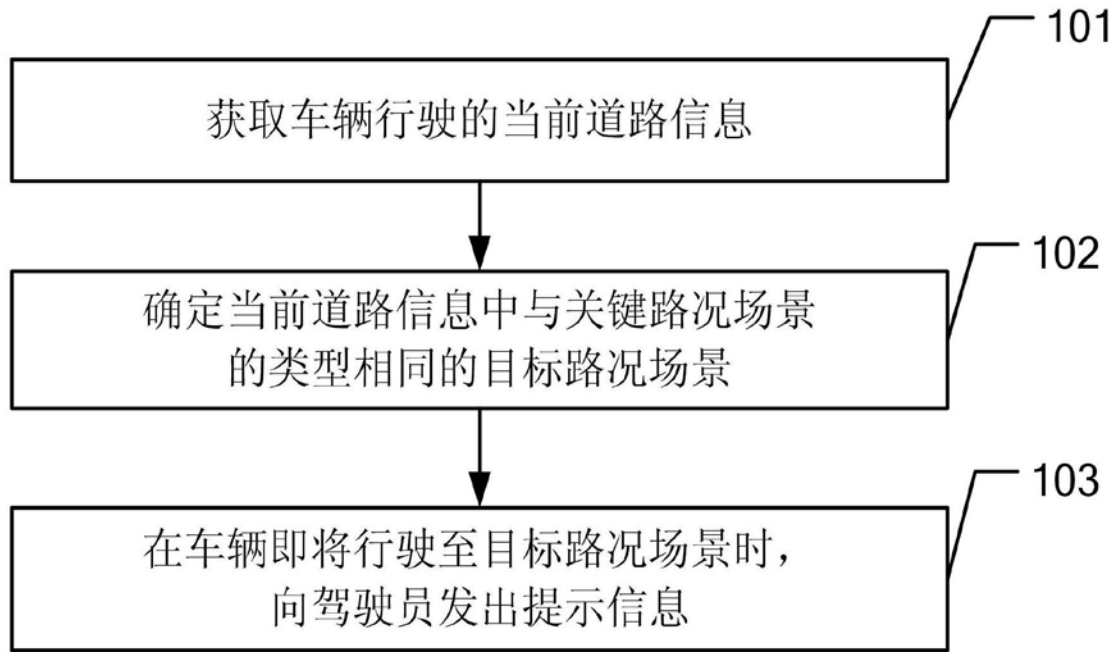 101
获取车辆行驶的当前道路信息
102
确定当前道路信息中与关键路况场景
的类型相同的目标路况场景
103
在车辆即将行驶至目标路况场景时，
向驾驶员发出提示信息